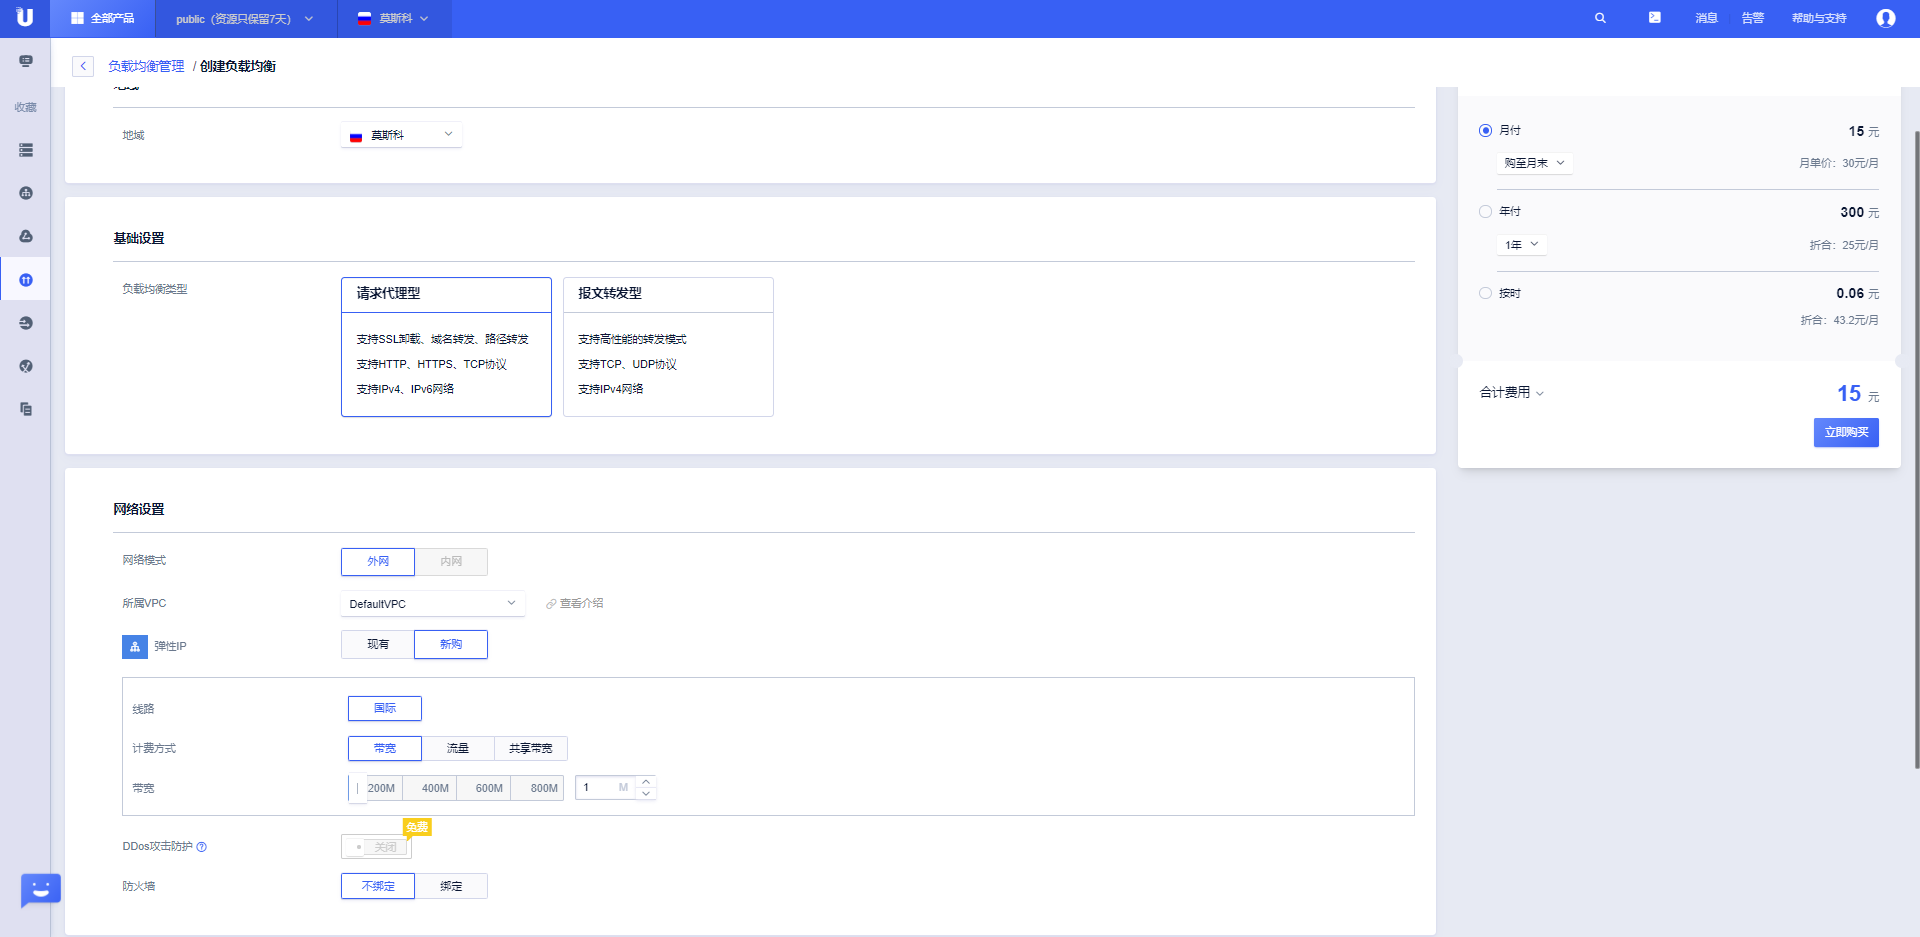 全部产品
public（资源只保留7天）
莫斯科
消息
告警
帮助与支持
收藏
负载均衡管理 / 创建负载均衡
地域
地域
莫斯科
基础设置
负载均衡类型
请求代理型
支持SSL卸载、域名转发、路径转发
支持HTTP、HTTPS、TCP协议
支持IPv4、IPv6网络
报文转发型
支持高性能的转发模式
支持TCP、UDP协议
支持IPv4网络
网络设置
网络模式
外网
内网
所属VPC
DefaultVPC
查看介绍
弹性IP
现有
新购
线路
国际
计费方式
带宽
流量
共享带宽
带宽
200M
400M
600M
800M
1 M
免费
DDos攻击防护
关闭
防火墙
不绑定
绑定
月付
15 元
购至月末
月单价：30元/月
年付
300 元
1年
折合：25元/月
按时
0.06 元
折合：43.2元/月
合计费用
15 元
立即购买